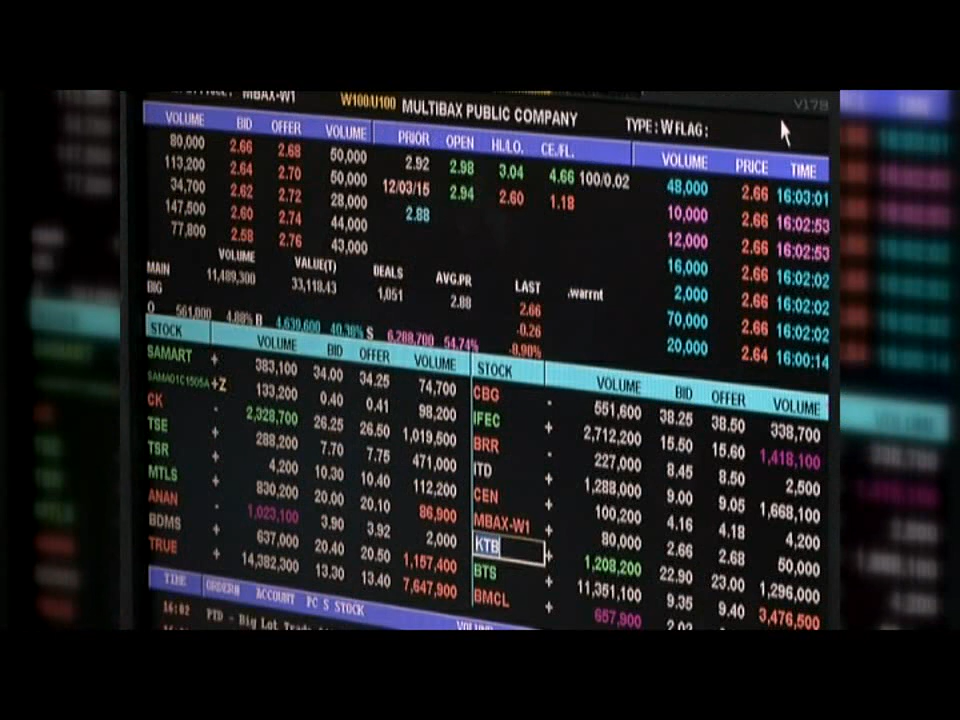 MBAX-W1 W100/U100 MULTIBAX PUBLIC COMPANY TYPE : W FLAG : V178
VOLUME BID OFFER VOLUME PRIOR OPEN HI/LO. CE./FL. VOLUME PRICE TIME
80,000 2.66 2.68 50,000 2.92 2.98 3.04 4.66 100/0.02 48,000 2.66 16:03:01
113,200 2.64 2.70 50,000 12/03/15 2.94 2.60 1.18 10,000 2.66 16:02:53
34,700 2.62 2.72 28,000 2.88 12,000 2.66 16:02:53
147,500 2.60 2.74 44,000 16,000 2.66 16:02:02
77,800 2.58 2.76 43,000 2,000 2.66 16:02:02
VOLUME VALUE(T) DEALS AVG.PR LAST .warrnt 70,000 2.66 16:02:02
MAIN 11,489,300 33,118.43 1,051 2.88 2.66 20,000 2.64 16:00:14
BIG -0.26
O 561,000 4.88% B 4,639,600 40.38% S 6,288,700 54.74% -8.90%
STOCK VOLUME BID OFFER VOLUME
SAMART + 383,100 34.00 34.25 74,700
SAMA01C1505A +Z 133,200 0.40 0.41 98,200
CK - 2,328,700 26.25 26.50 1,019,500
TSE + 288,200 7.70 7.75 471,000
TSR + 4,200 10.30 10.40 112,200
MTLS + 830,200 20.00 20.10 86,900
ANAN - 1,023,100 3.90 3.92 2,000
BDMS + 637,000 20.40 20.50 1,157,400
TRUE + 14,382,300 13.30 13.40 7,647,900
STOCK VOLUME BID OFFER VOLUME
CBG - 551,600 38.25 38.50 338,700
IFEC + 2,712,200 15.50 15.60 1,418,100
BRR - 227,000 8.45 8.50 2,500
ITD + 1,288,000 9.00 9.05 1,668,100
CEN + 100,200 4.16 4.18 4,200
MBAX-W1 + 80,000 2.66 2.68 50,000
KTB + 1,208,200 22.90 23.00 1,296,000
BTS + 11,351,100 9.35 9.40 3,476,500
BMCL + 657,900 2.02
TIME ORDER# ACCOUNT PC S STOCK VOLUME
16:02 PTD - Big Lot